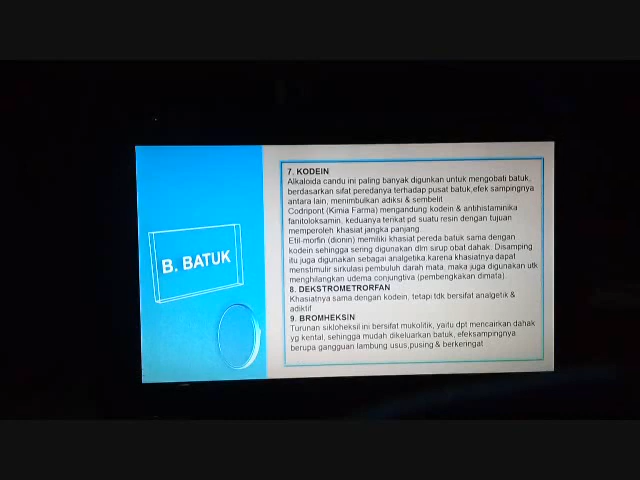 B. BATUK
7. KODEIN
Alkaloida candu ini paling banyak digunkan untuk mengobati batuk,
berdasarkan sifat peredanya terhadap pusat batuk,efek sampingnya
antara lain, menimbulkan adiksi & sembelit
Codripont (Kimia Farma) mengandung kodein & antihistaminika
fanitoloksamin, keduanya terikat pd suatu resin dengan tujuan
memperoleh khasiat jangka panjang
Etil-morfin (dionin) memiliki khasiat pereda batuk sama dengan
kodein sehingga sering digunakan dlm sirup obat dahak. Disamping
itu juga digunakan sebagai analgetika,karena khasiatnya dapat
menstimulir sirkulasi pembuluh darah mata, maka juga digunakan utk
menghilangkan udema conjungtiva (pembengkakan dimata)
8. DEKSTROMETRORFAN
Khasiatnya sama dengan kodein, tetapi tdk bersifat analgetik &
adiktif
9. BROMHEKSIN
Turunan sikloheksil ini bersifat mukolitik, yaitu dpt mencairkan dahak
yg kental, sehingga mudah dikeluarkan batuk, efeksampingnya
berupa gangguan lambung usus,pusing & berkeringat